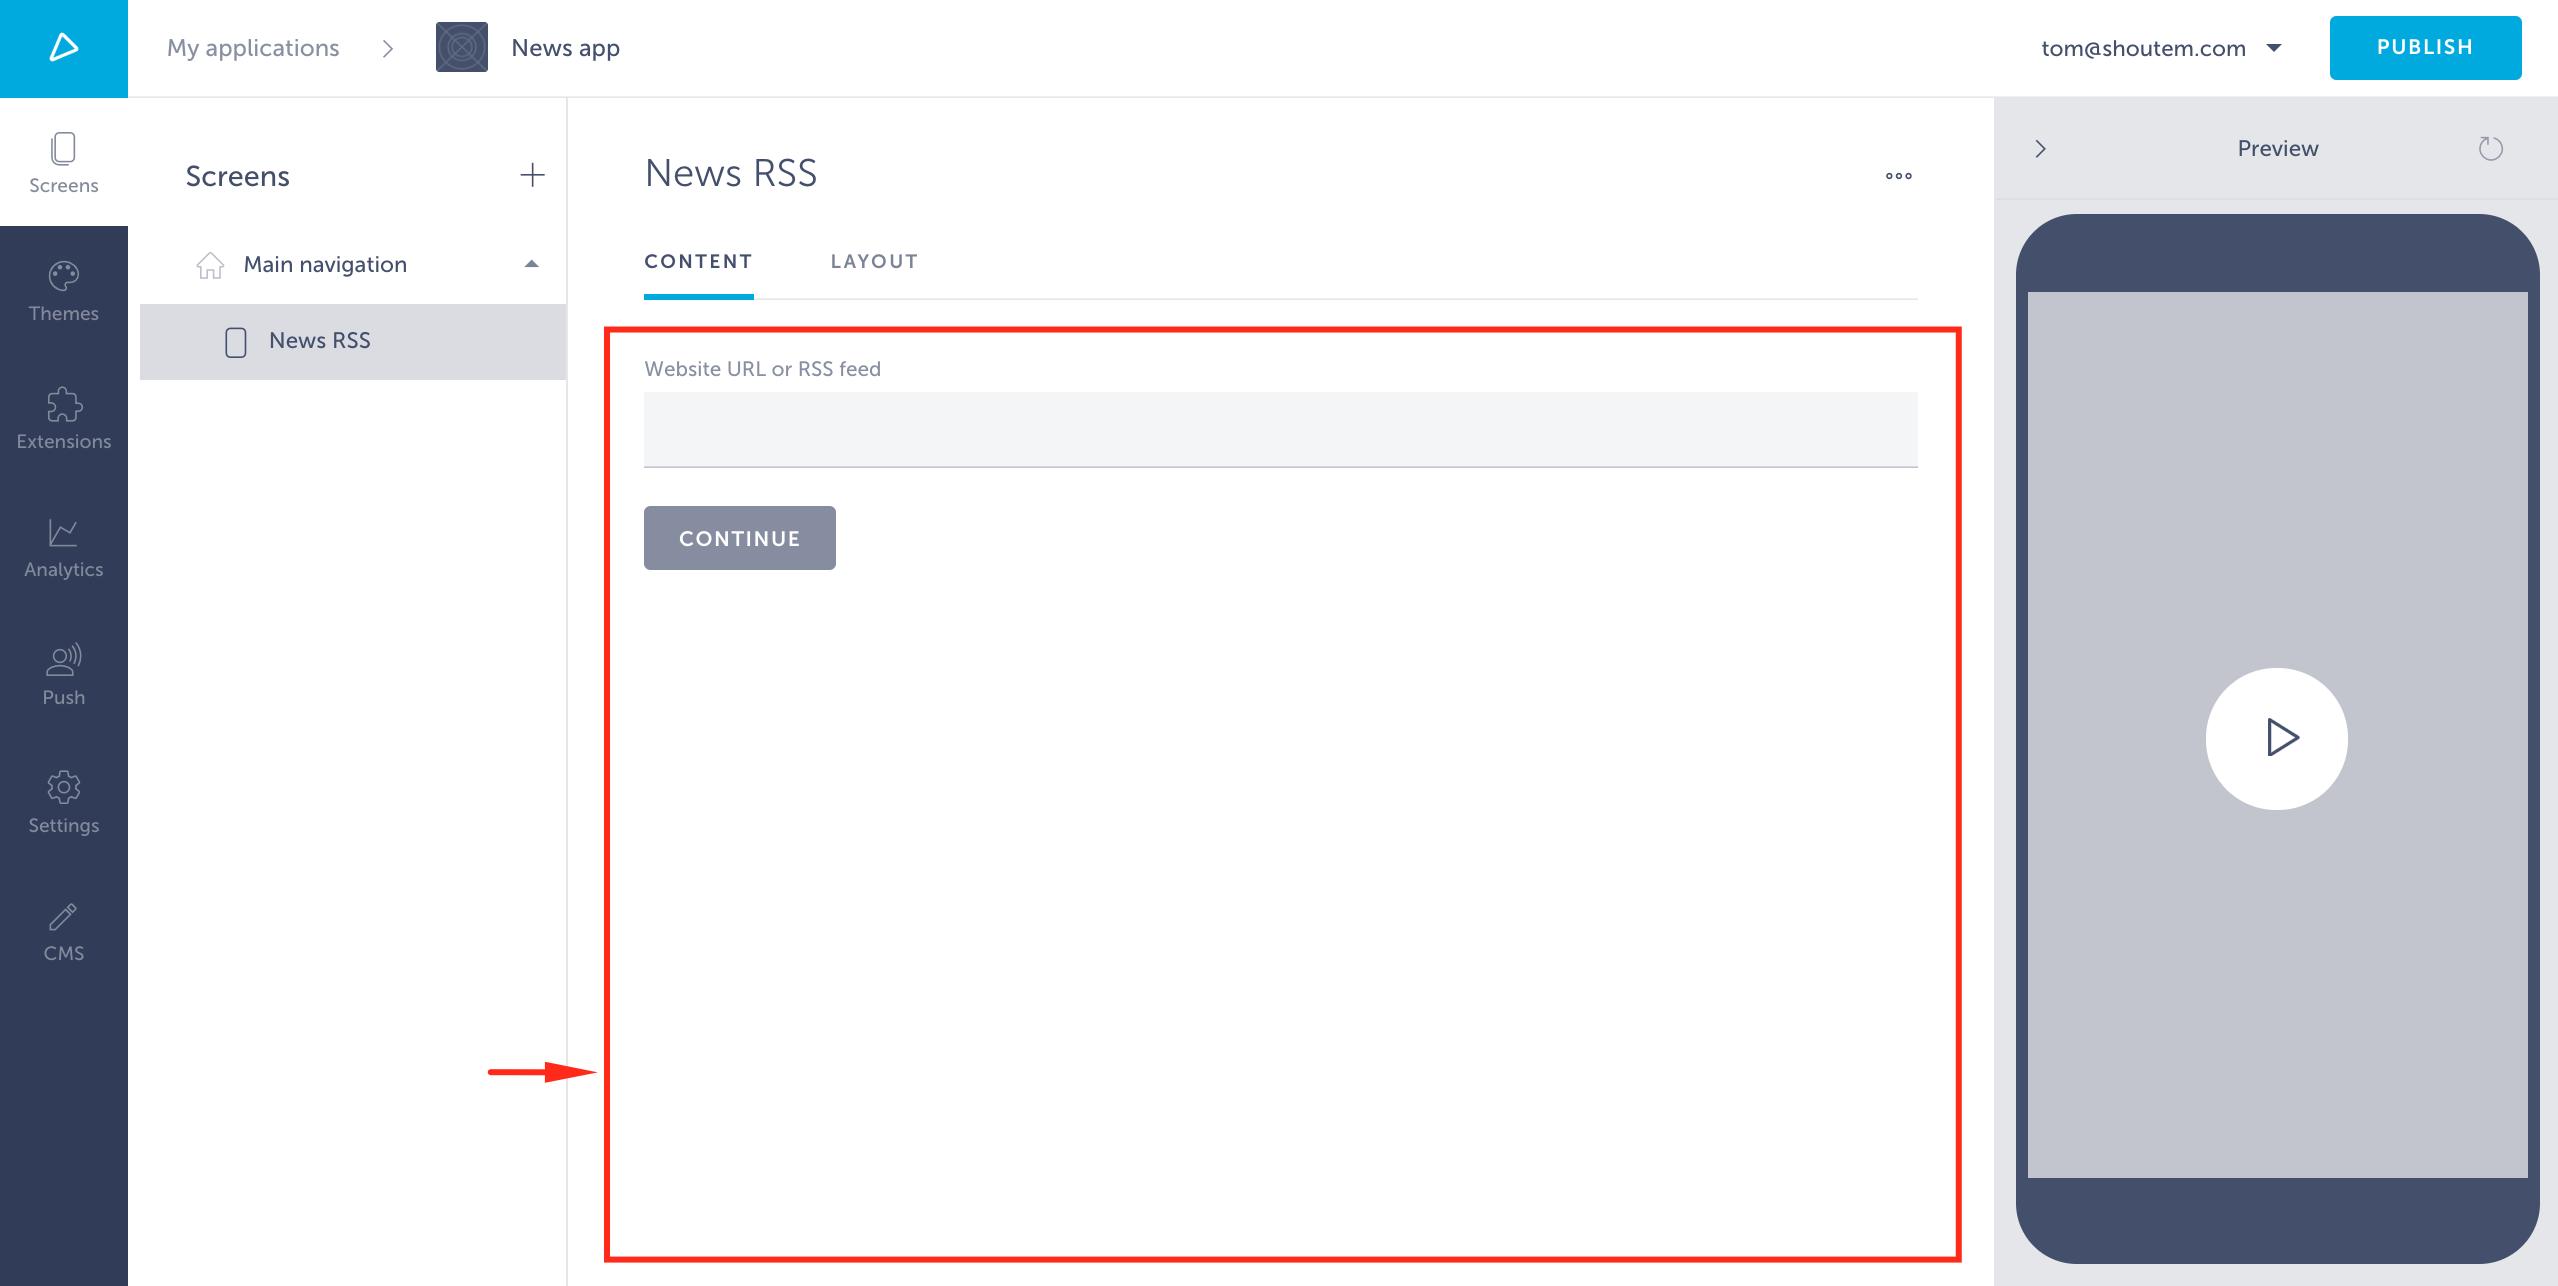 My applications
News app
tom@shoutem.com
PUBLISH
Screens
Themes
Extensions
Analytics
Push
Settings
CMS
Screens
Main navigation
News RSS
News RSS
CONTENT
LAYOUT
Website URL or RSS feed
CONTINUE
Preview